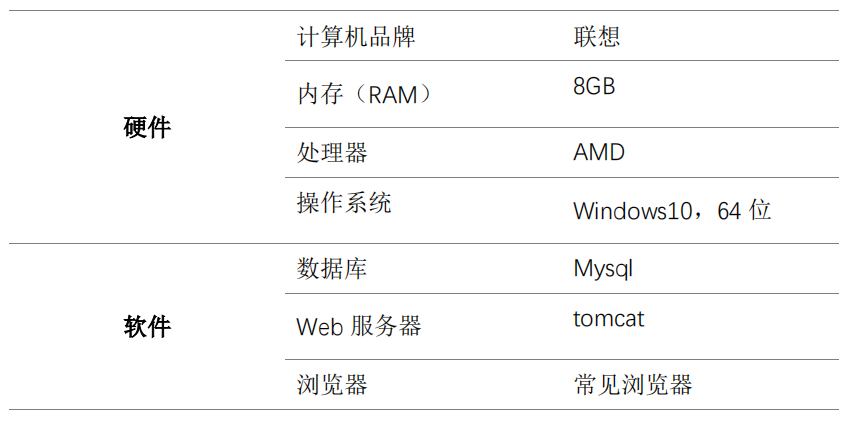 硬件
计算机品牌 联想
内存（RAM） 8GB
处理器 AMD
操作系统 Windows10，64 位
软件
数据库 Mysql
Web 服务器 tomcat
浏览器 常见浏览器